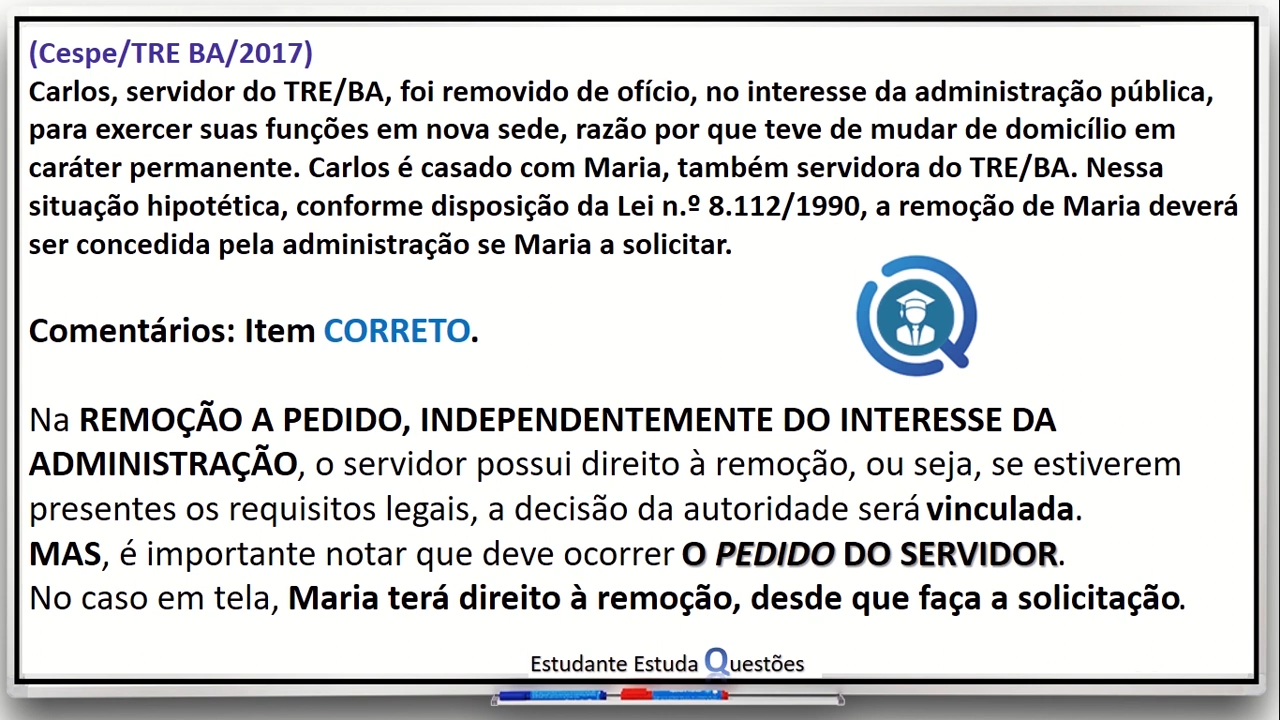 (Cespe/TRE BA/2017)
Carlos, servidor do TRE/BA, foi removido de ofício, no interesse da administração pública,
para exercer suas funções em nova sede, razão por que teve de mudar de domicílio em
caráter permanente. Carlos é casado com Maria, também servidora do TRE/BA. Nessa
situação hipotética, conforme disposição da Lei n.º 8.112/1990, a remoção de Maria deverá
ser concedida pela administração se Maria a solicitar.
Comentários: Item CORRETO.
Na REMOÇÃO A PEDIDO, INDEPENDENTEMENTE DO INTERESSE DA
ADMINISTRAÇÃO, o servidor possui direito à remoção, ou seja, se estiverem
presentes os requisitos legais, a decisão da autoridade será vinculada.
MAS, é importante notar que deve ocorrer O PEDIDO DO SERVIDOR.
No caso em tela, Maria terá direito à remoção, desde que faça a solicitação.
Estudante Estuda Questões